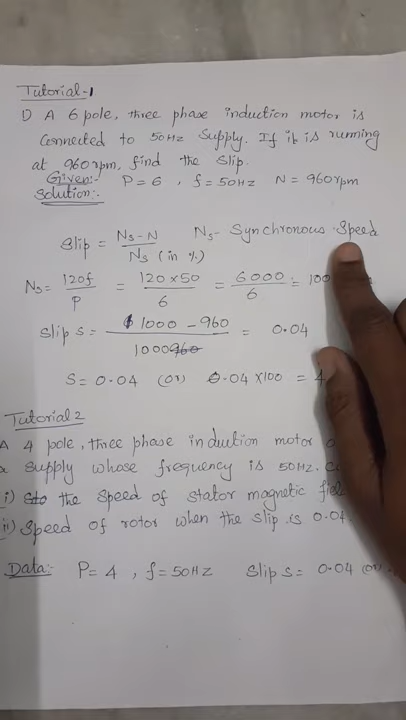 Tutorial-1
1) A 6 pole, three phase induction motor is
Connected to 50Hz Supply. If it is running
at 960rpm, find the Slip.
Given:- P=6 , f=50Hz N=960rpm
Solution:-
Slip = Ns-N / Ns (in %) Ns- Synchronous Speed
Ns= 120f / P = 120×50 / 6 = 6000 / 6 = 100
Slip S = 1000-960 / 1000 = 0.04
S=0.04 (or) 0.04×100 = 4
Tutorial 2
A 4 pole, three phase induction motor
a Supply whose frequency is 50Hz.
(i) the Speed of stator magnetic
(ii) Speed of rotor when the slip is 0.04.
Data:- P=4 , f=50Hz Slip S= 0.04 (or)